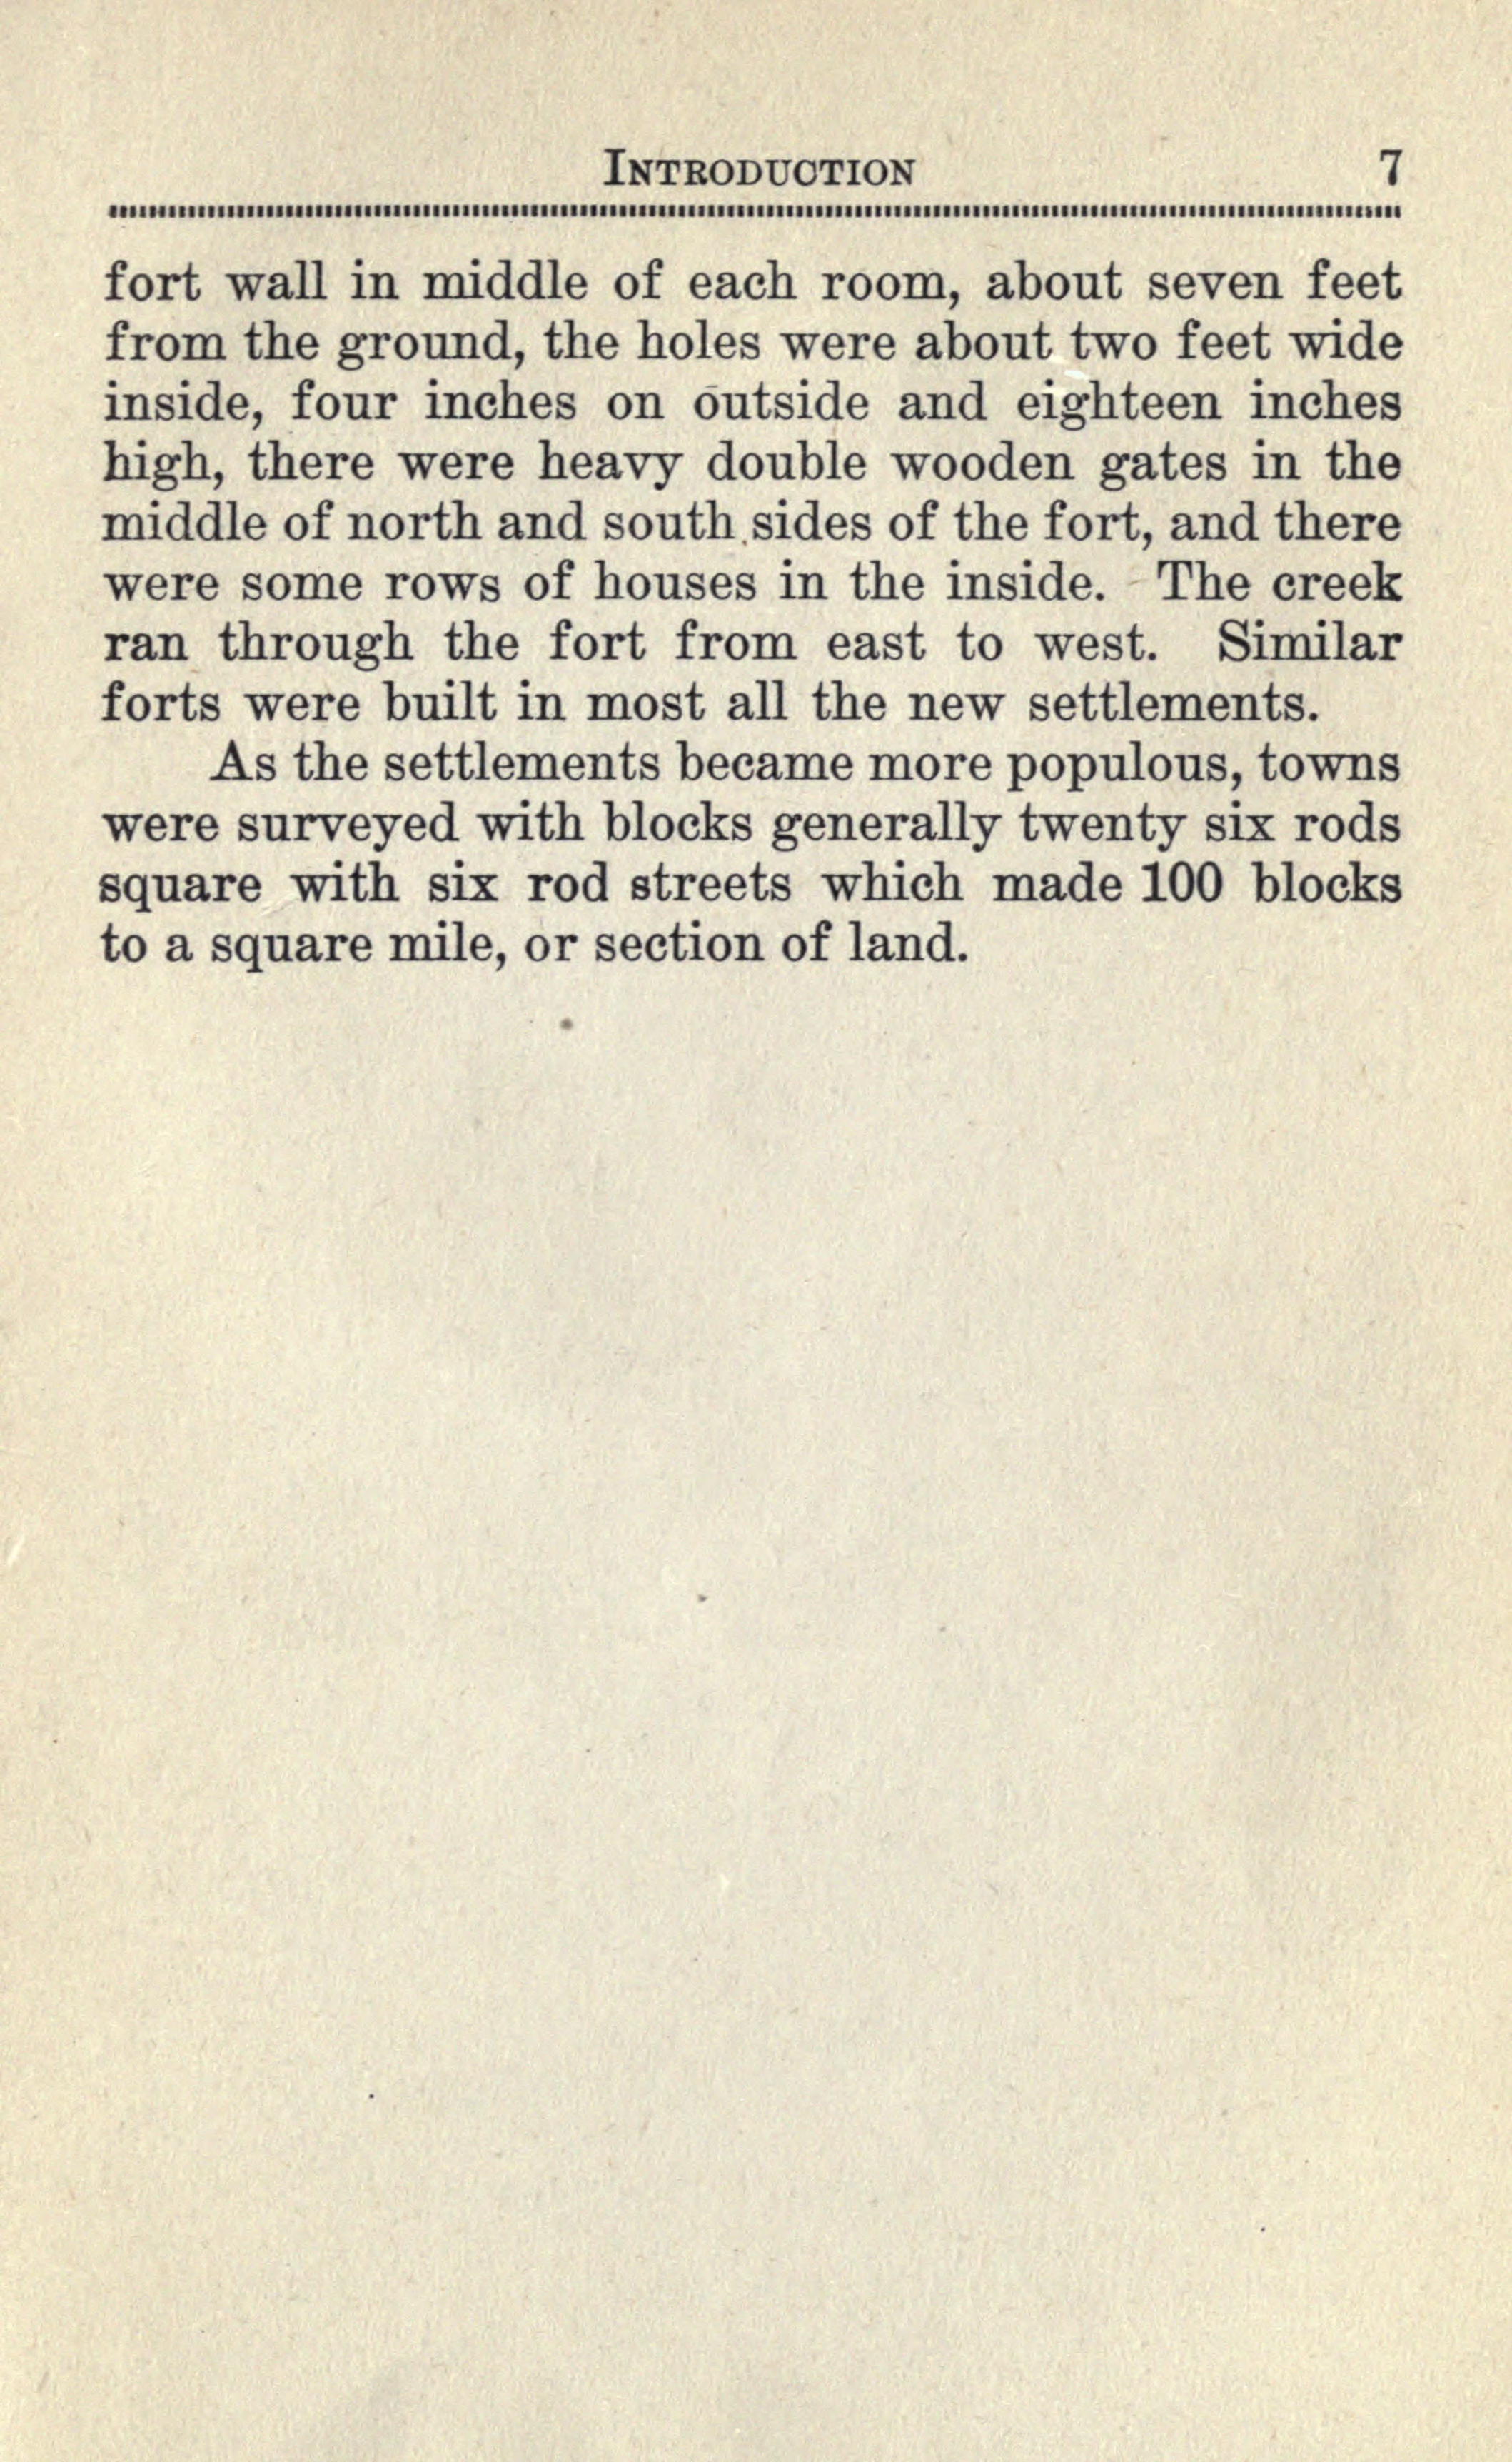 INTRODUCTION 7
fort wall in middle of each room, about seven feet
from the ground, the holes were about two feet wide
inside, four inches on outside and eighteen inches
high, there were heavy double wooden gates in the
middle of north and south sides of the fort, and there
were some rows of houses in the inside. The creek
ran through the fort from east to west. Similar
forts were built in most all the new settlements.
As the settlements became more populous, towns
were surveyed with blocks generally twenty six rods
square with six rod streets which made 100 blocks
to a square mile, or section of land.